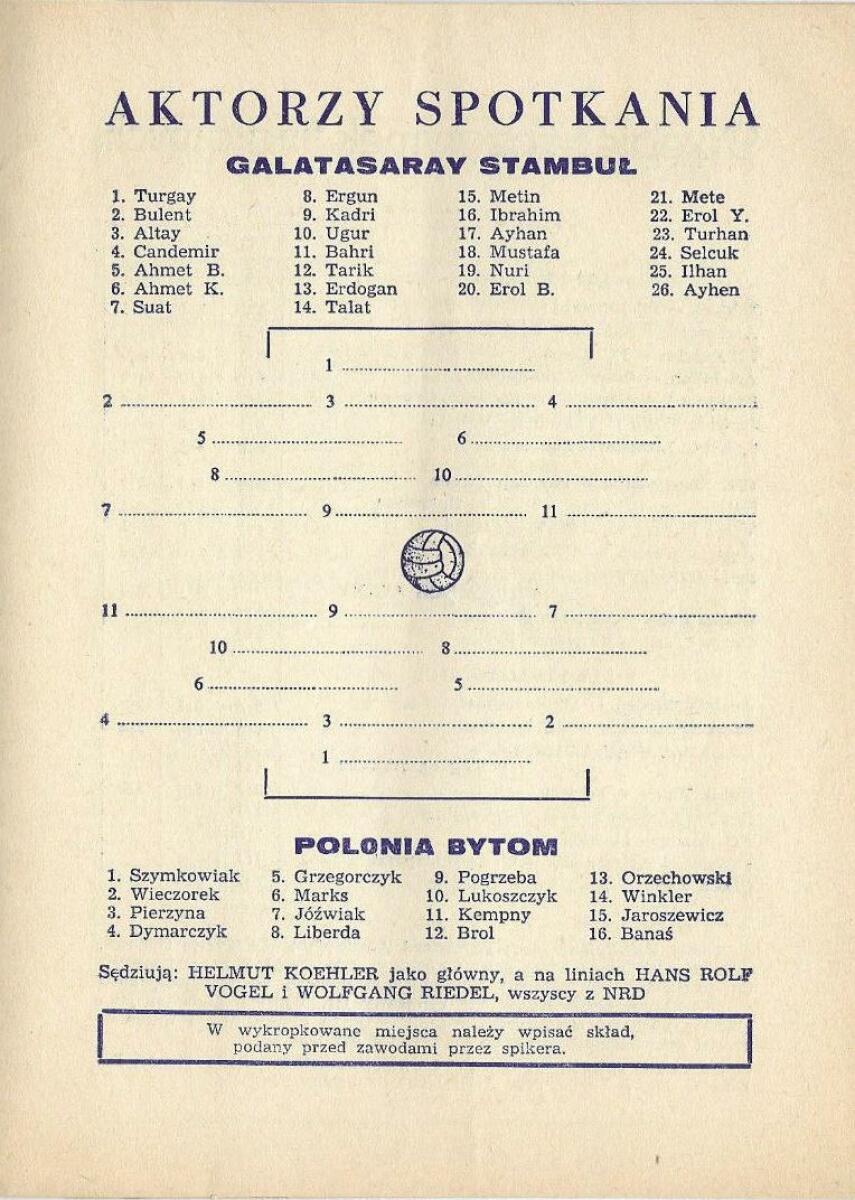 AKTORZY SPOTKANIA
GALATASARAY STAMBUŁ
1. Turgay 8. Ergun 15. Metin 21. Mete
2. Bulent 9. Kadri 16. Ibrahim 22. Erol Y.
3. Altay 10. Ugur 17. Ayhan 23. Turhan
4. Candemir 11. Bahri 18. Mustafa 24. Selcuk
5. Ahmet B. 12. Tarik 19. Nuri 25. Ilhan
6. Ahmet K. 13. Erdogan 20. Erol B. 26. Ayhen
7. Suat 14. Talat
1
2 3 4
5 6
8 10
7 9 11
11 9 7
10 8
6 5
4 3 2
1
POLONIA BYTOM
1. Szymkowiak 5. Grzegorczyk 9. Pogrzeba 13. Orzechowski
2. Wieczorek 6. Marks 10. Lukoszczyk 14. Winkler
3. Pierzyna 7. Jóźwiak 11. Kempny 15. Jaroszewicz
4. Dymarczyk 8. Liberda 12. Brol 16. Banaś
Sędziują: HELMUT KOEHLER jako główny, a na liniach HANS ROLF
VOGEL i WOLFGANG RIEDEL, wszyscy z NRD
W wykropkowane miejsca należy wpisać skład,
podany przed zawodami przez spikera.